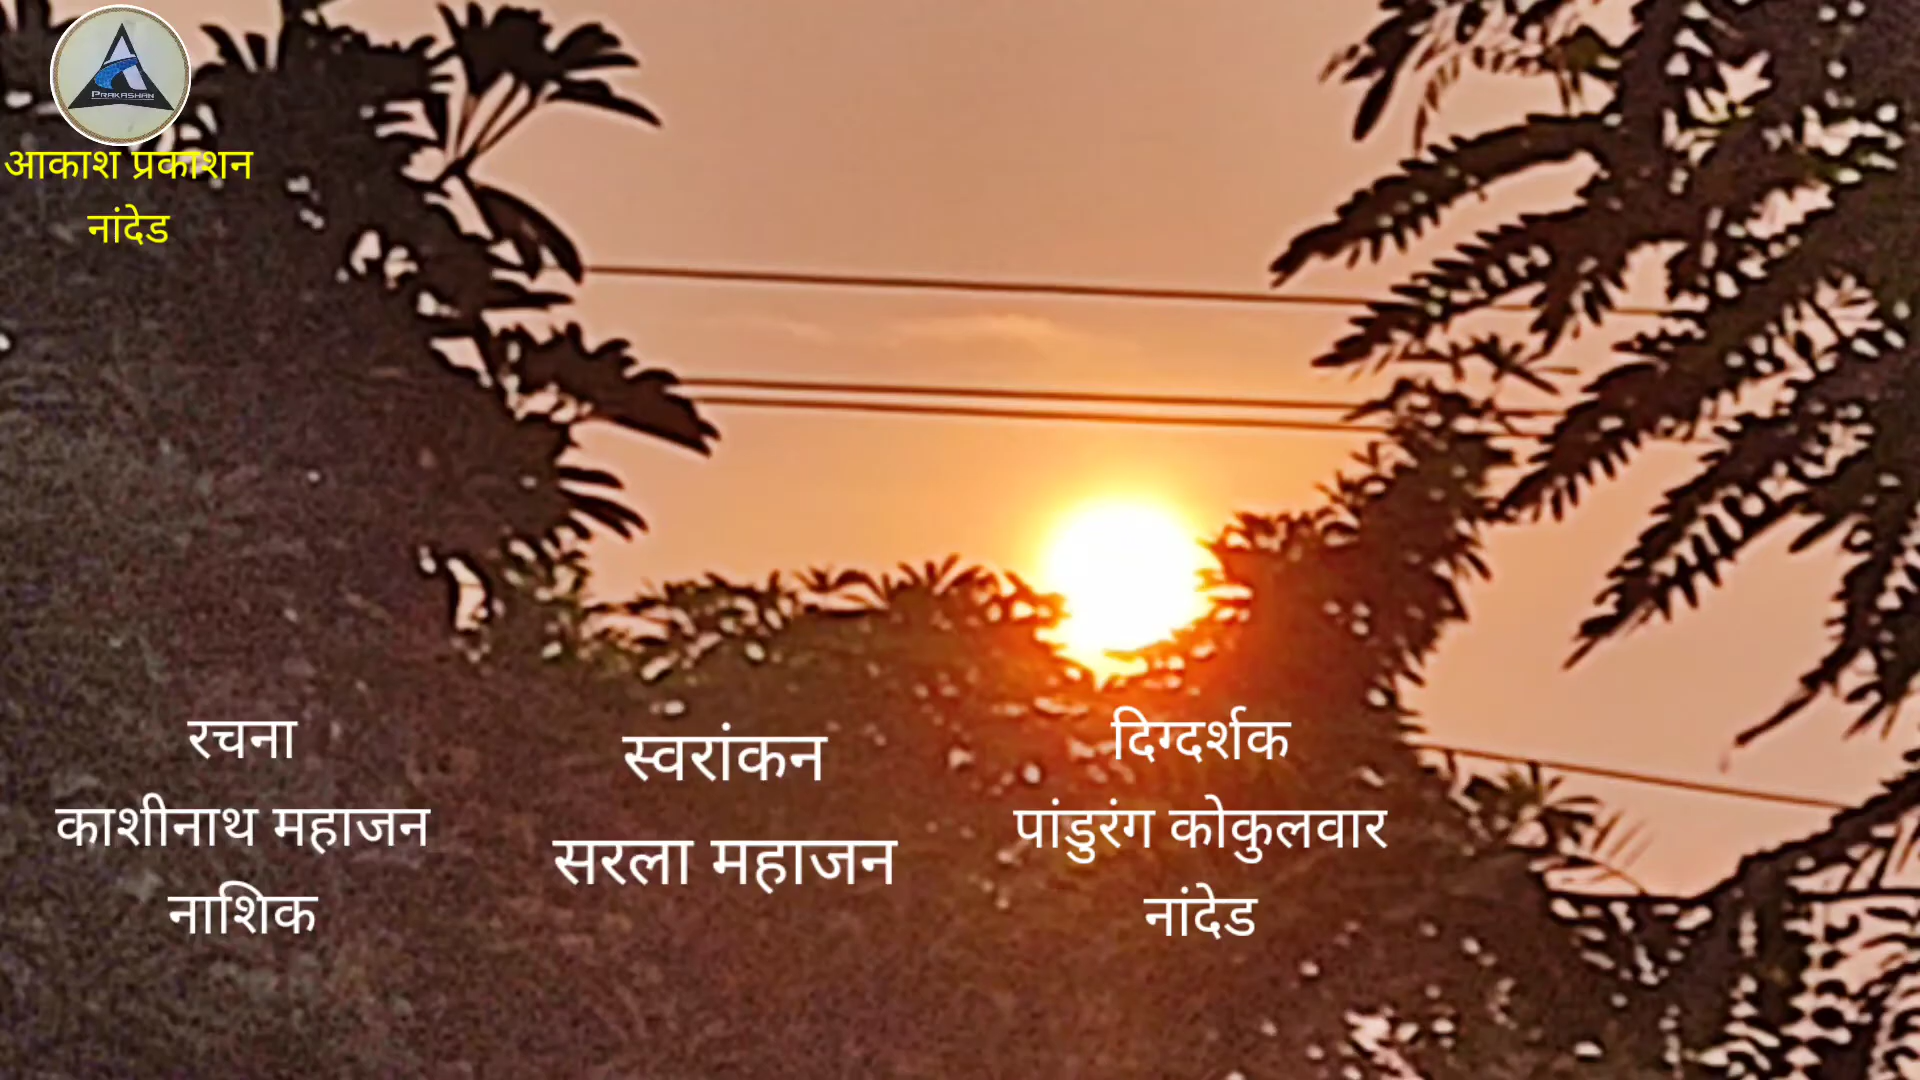 PRAKASHAN
आकाश प्रकाशन
नांदेड
रचना
काशीनाथ महाजन
नाशिक
स्वरांकन
सरला महाजन
दिग्दर्शक
पांडुरंग कोकुलवार
नांदेड